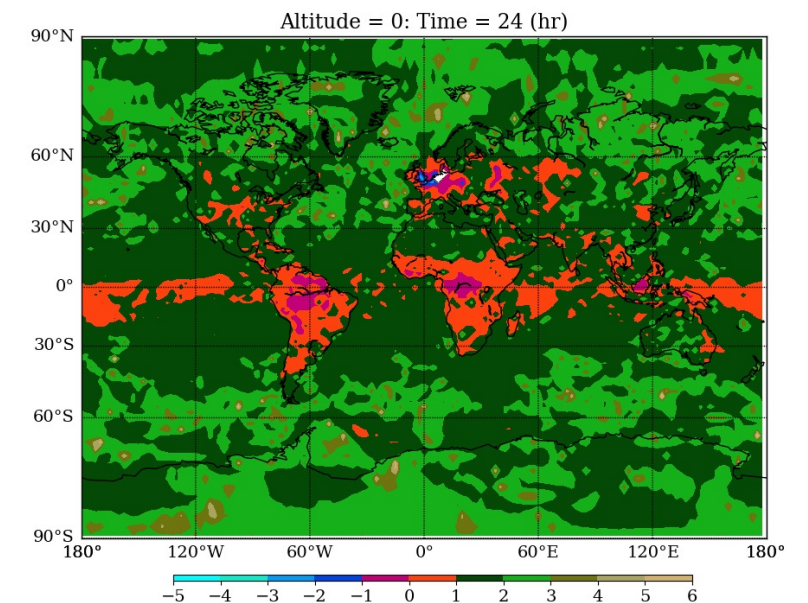 Altitude = 0: Time = 24 (hr)
90°N
60°N
30°N
0°
30°S
60°S
90°S
180° 120°W 60°W 0° 60°E 120°E 180°
−5 −4 −3 −2 −1 0 1 2 3 4 5 6